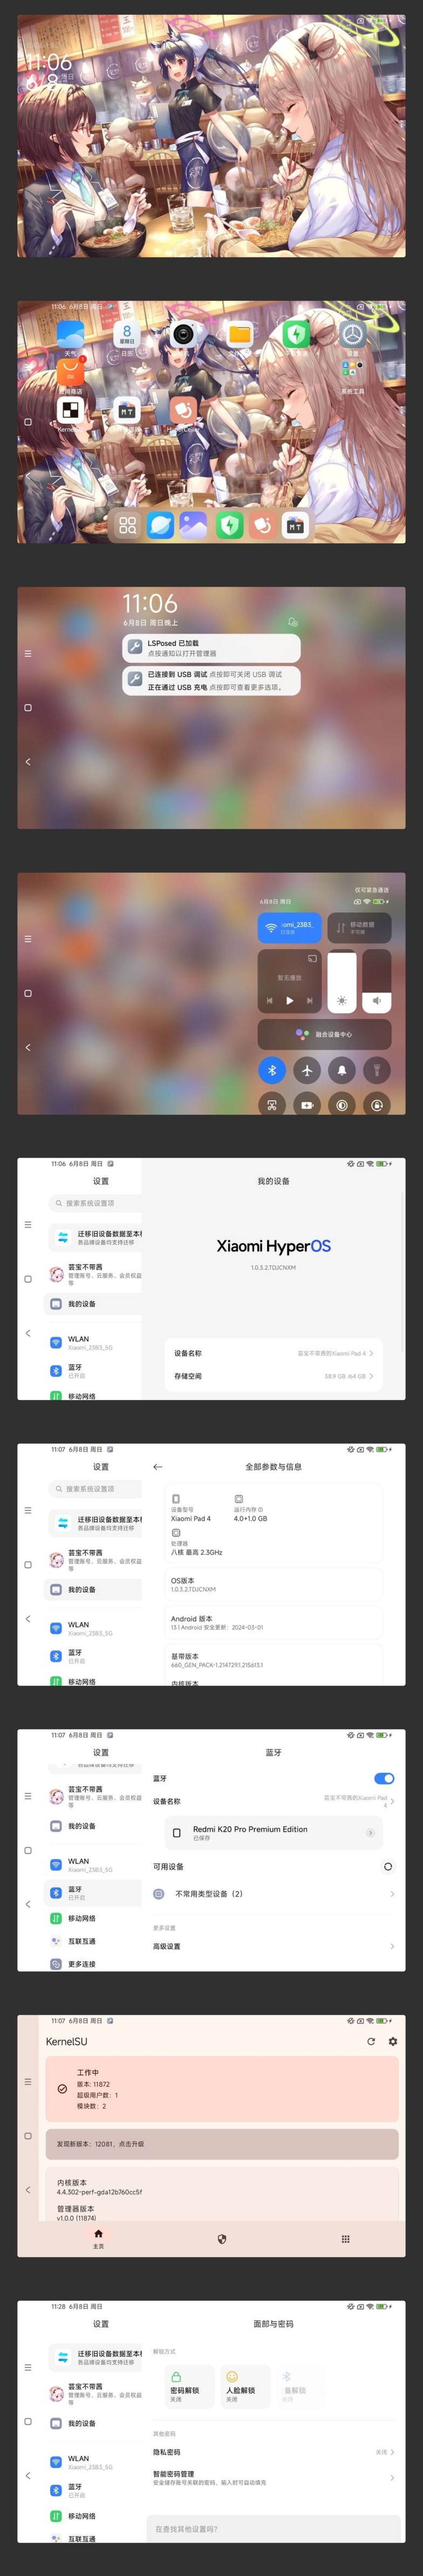 11:06
6/8
11:06 6月8日 周日
天气
8
星期日
日历
1
系统工具
MT
MT
11:06
6月8日 周日晚上
LSPosed 已加载
点按通知以打开管理器
已连接到 USB 调试 点按即可关闭 USB 调试
正在通过 USB 充电 点按即可查看更多选项。
仅可紧急通话
6月8日 周日
移动数据
暂无播放
融合设备中心
11:06 6月8日 周日
设置
我的设备
搜索系统设置项
迁移旧设备数据至本机
各品牌设备均支持迁移
芸宝不带酱
管理账号、云服务、会员权益
等
我的设备
WLAN
Xiaomi_23B3_5G
蓝牙
已开启
移动网络
Xiaomi HyperOS
1.0.3.2.TDJCNXM
设备名称
芸宝不带酱的Xiaomi Pad 4
存储空间
38.9 GB /64 GB
11:07 6月8日 周日
设置
全部参数与信息
搜索系统设置项
迁移旧设备数据至本机
各品牌设备均支持迁移
芸宝不带酱
管理账号、云服务、会员权益
等
我的设备
WLAN
Xiaomi_23B3_5G
蓝牙
已开启
移动网络
设备型号
Xiaomi Pad 4
运行内存
4.0+1.0 GB
处理器
八核 最高 2.3GHz
OS版本
1.0.3.2.TDJCNXM
Android 版本
13 | Android 安全更新：2024-03-01
基带版本
660_GEN_PACK-1.214729.1.215613.1
内核版本
11:07 6月8日 周日
设置
蓝牙
各品牌设备均支持迁移
芸宝不带酱
管理账号、云服务、会员权益
等
我的设备
WLAN
Xiaomi_23B3_5G
蓝牙
已开启
移动网络
互联互通
更多连接
蓝牙
设备名称
芸宝不带酱的Xiaomi Pad
4
Redmi K20 Pro Premium Edition
已保存
可用设备
不常用类型设备（2）
更多设置
高级设置
11:07 6月8日 周日
KernelSU
工作中
版本: 11872
超级用户数：1
模块数：2
发现新版本：12081，点击升级
内核版本
4.4.302-perf-gda12b760cc5f
管理器版本
v1.0.0 (11874)
主页
11:28 6月8日 周日
设置
面部与密码
迁移旧设备数据至本机
各品牌设备均支持迁移
芸宝不带酱
管理账号、云服务、会员权益
等
我的设备
WLAN
Xiaomi_23B3_5G
蓝牙
已开启
移动网络
互联互通
解锁方式
密码解锁
关闭
人脸解锁
关闭
关闭
其他密码
隐私密码
关闭
智能密码管理
安全储存账号关联的密码，输入时可自动填充
在查找其他设置吗？